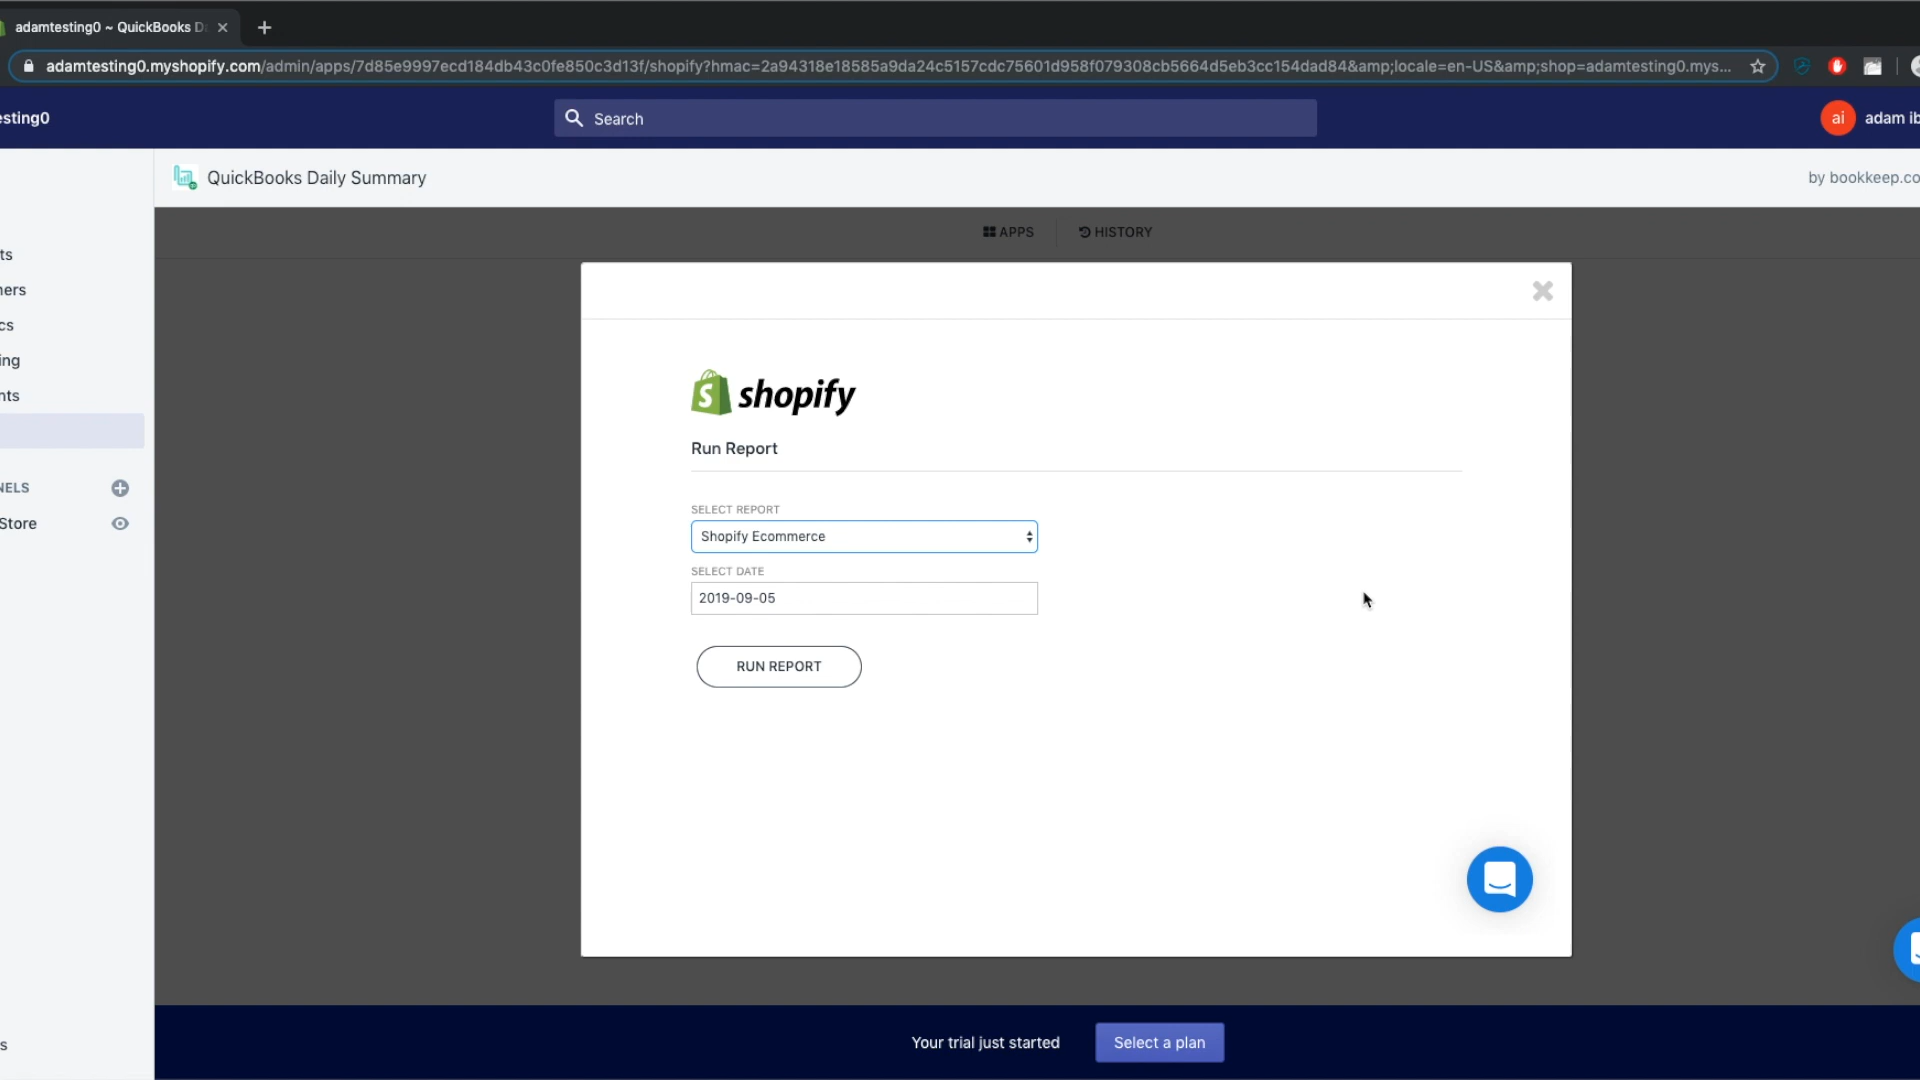 adamtesting0 ~ QuickBooks D
adamtesting0.myshopify.com/admin/apps/7d85e9997ecd184db43c0fe850c3d13f/shopify?hmac=2a94318e18585a9da24c5157cdc75601d958f079308cb5664d5eb3cc154dad84&amp;locale=en-US&amp;shop=adamtesting0.mys...
esting0
Search
ai adam ib
QuickBooks Daily Summary
by bookkeep.co
APPS
HISTORY
ts
ners
cs
ing
nts
NELS
Store
s
shopify
Run Report
SELECT REPORT
Shopify Ecommerce
SELECT DATE
2019-09-05
RUN REPORT
Your trial just started
Select a plan